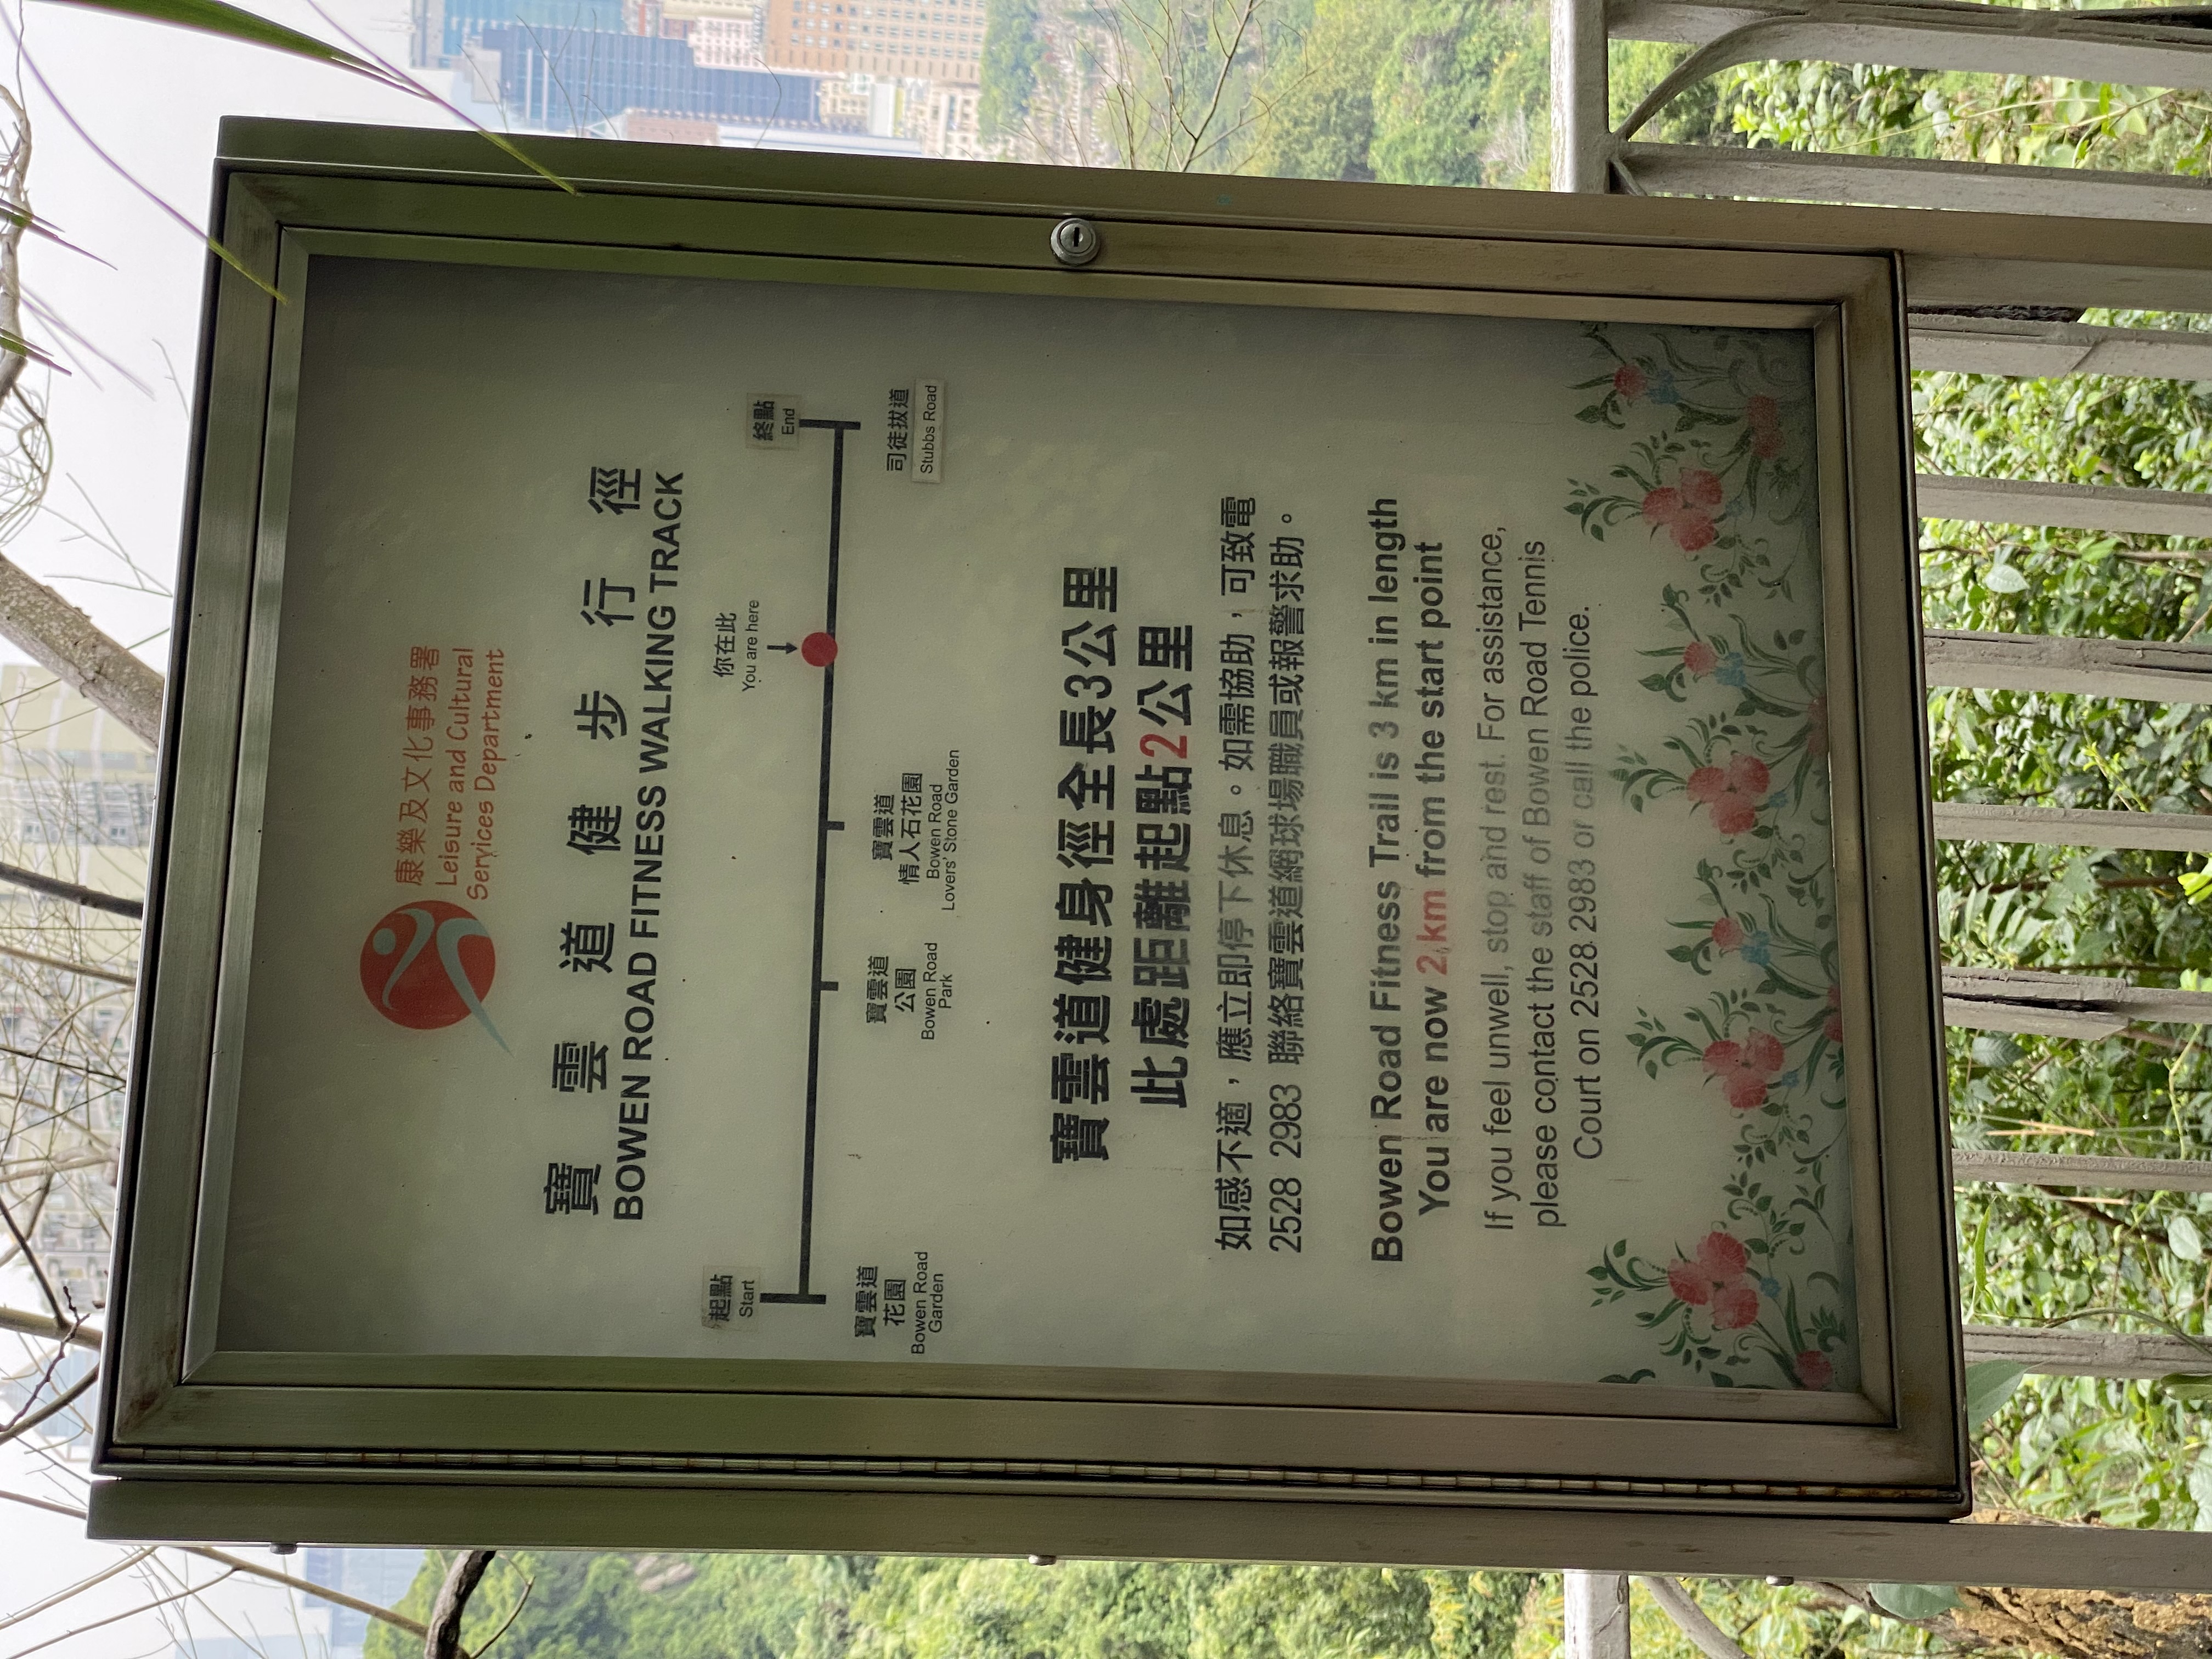 康樂及文化事務署
Leisure and Cultural
Services Department
寶雲道健步行徑
BOWEN ROAD FITNESS WALKING TRACK
你在此
You are here
起點
Start
終點
End
寶雲道
花園
Bowen Road
Garden
寶雲道
公園
Bowen Road
Park
寶雲道
情人石花園
Bowen Road
Lovers' Stone Garden
司徒拔道
Stubbs Road
寶雲道健身徑全長3公里
此處距離起點2公里
如感不適，應立即停下休息。如需協助，可致電
2528 2983 聯絡寶雲道網球場職員或報警求助。
Bowen Road Fitness Trail is 3 km in length
You are now 2 km from the start point
If you feel unwell, stop and rest. For assistance,
please contact the staff of Bowen Road Tennis
Court on 2528 2983 or call the police.